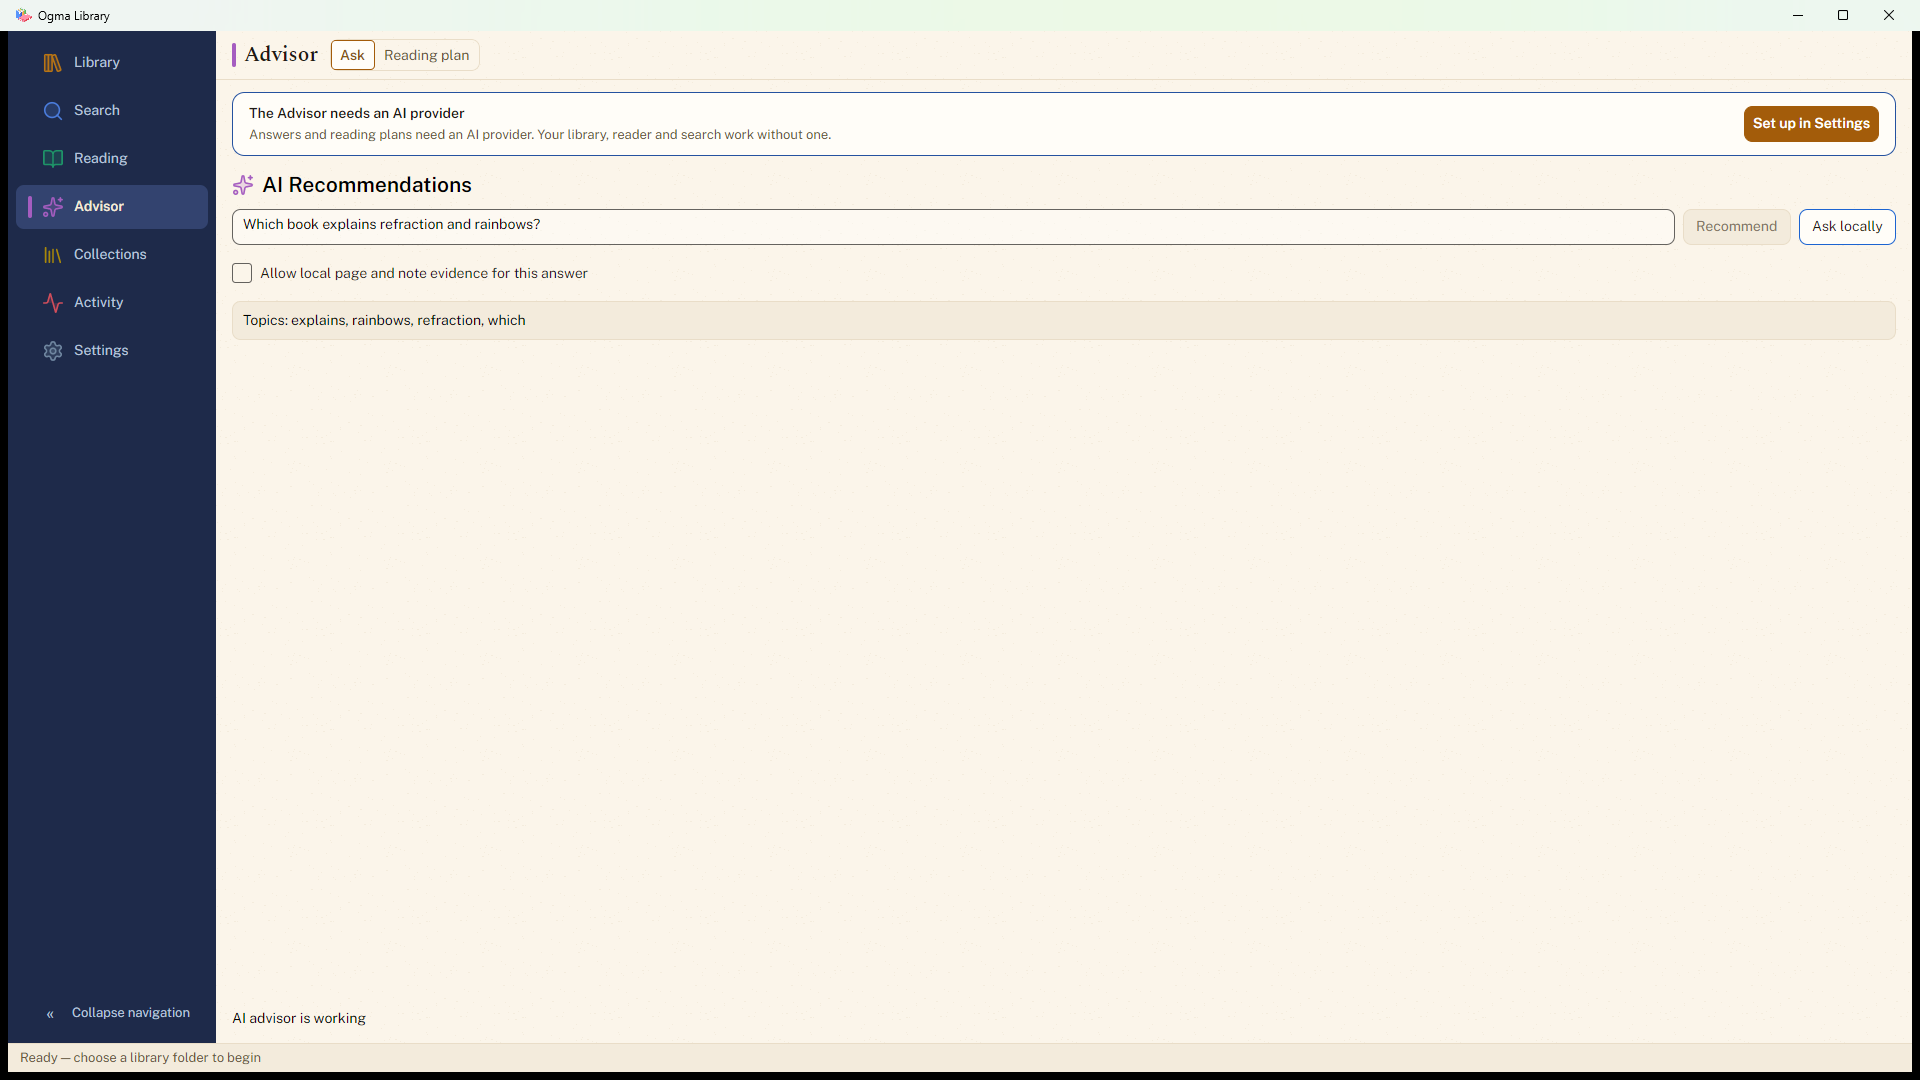 Ogma Library
Library
Search
Reading
Advisor
Collections
Activity
Settings
« Collapse navigation
Advisor Ask Reading plan
The Advisor needs an AI provider
Answers and reading plans need an AI provider. Your library, reader and search work without one.
Set up in Settings
AI Recommendations
Which book explains refraction and rainbows?
Recommend
Ask locally
Allow local page and note evidence for this answer
Topics: explains, rainbows, refraction, which
AI advisor is working
Ready — choose a library folder to begin